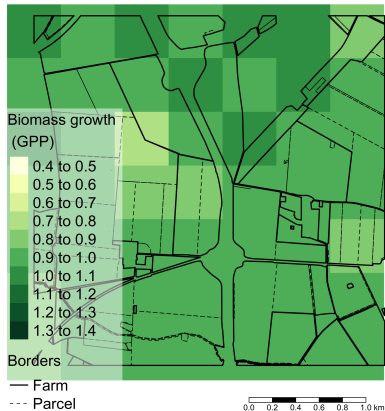 Biomass growth
(GPP)
0.4 to 0.5
0.5 to 0.6
0.6 to 0.7
0.7 to 0.8
0.8 to 0.9
0.9 to 1.0
1.0 to 1.1
1.1 to 1.2
1.2 to 1.3
1.3 to 1.4
Borders
Farm
Parcel
0.0 0.2 0.4 0.6 0.8 1.0 km